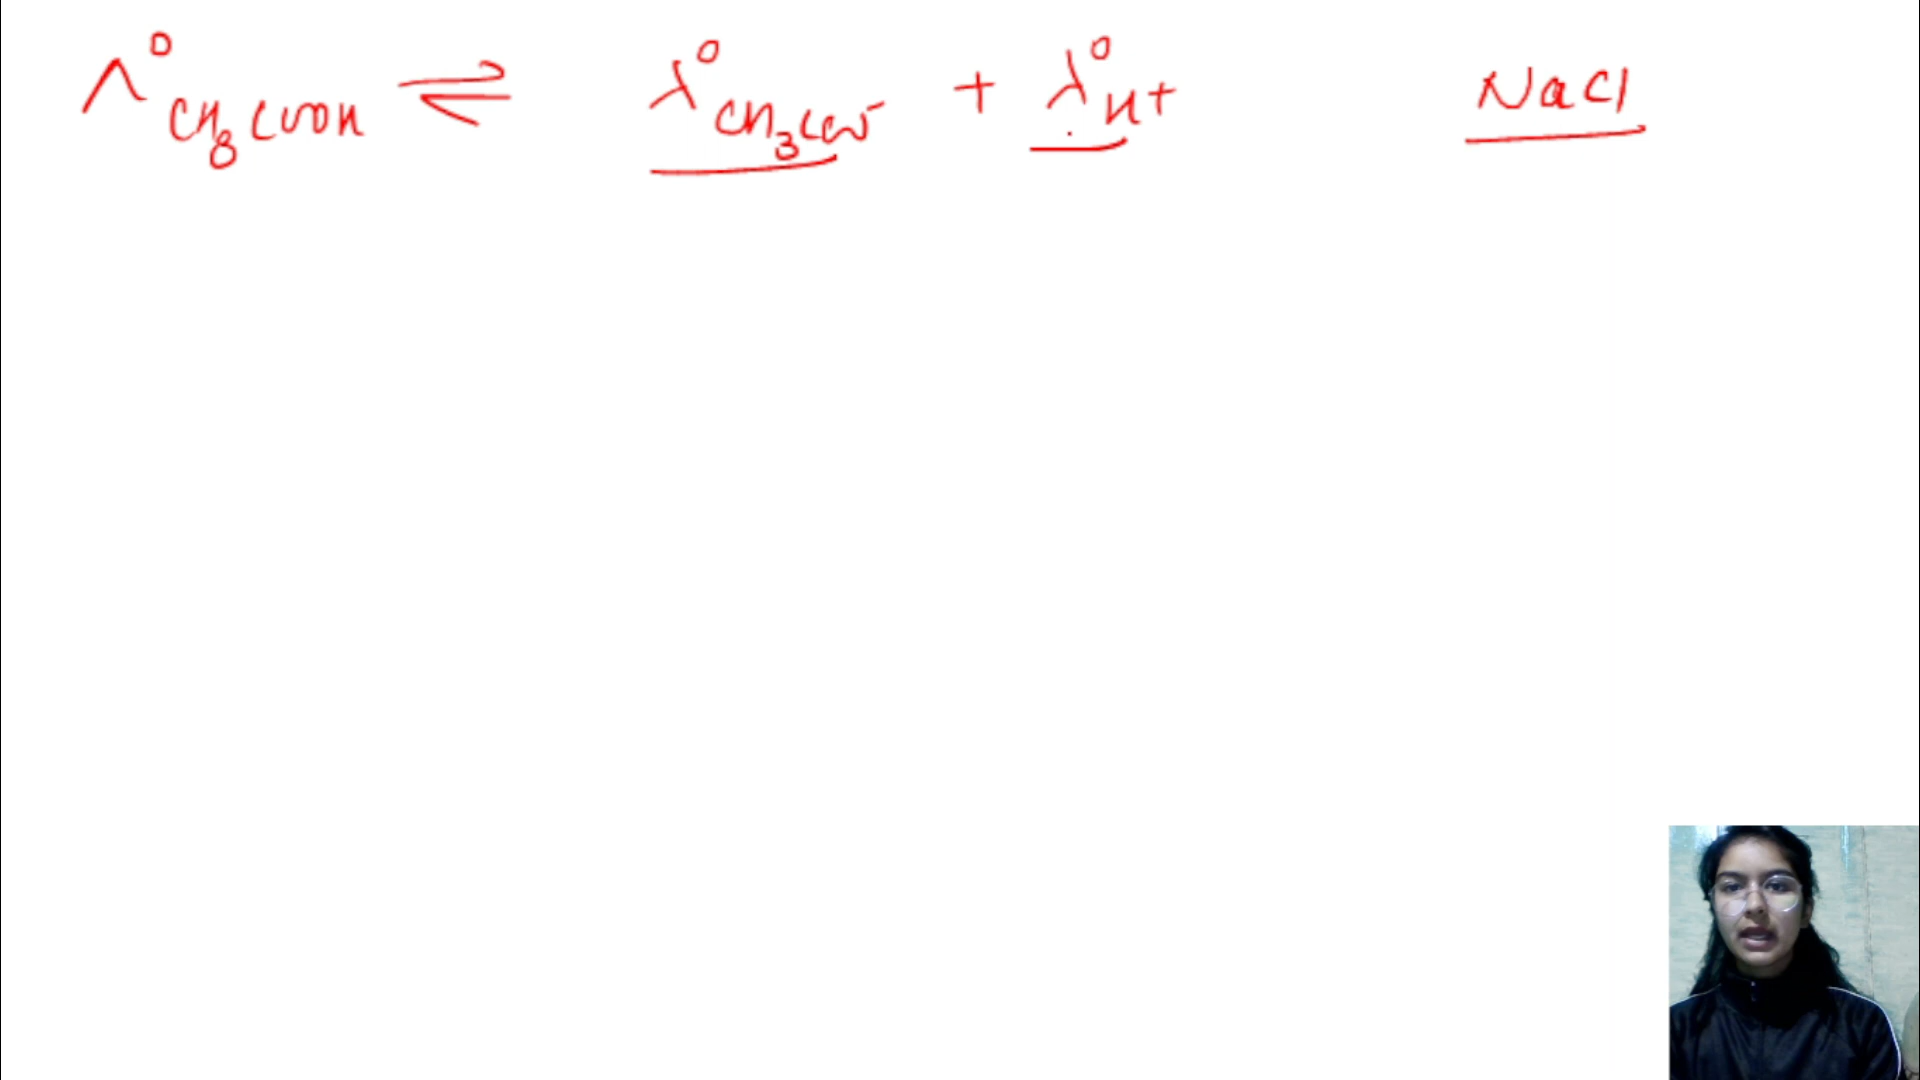 Λ° CH3COOH ⇌ λ° CH3COO⁻ + λ° H+ NaCl